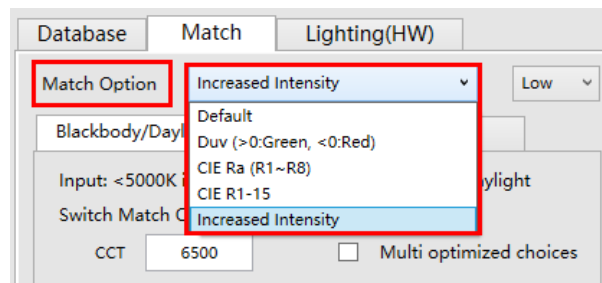 Database Match Lighting(HW)
Match Option Increased Intensity Low
Default
Blackbody/Dayl Duv (>0:Green, <0:Red)
CIE Ra (R1~R8)
Input: <5000K ylight
CIE R1-15
Switch Match Increased Intensity
CCT 6500 Multi optimized choices